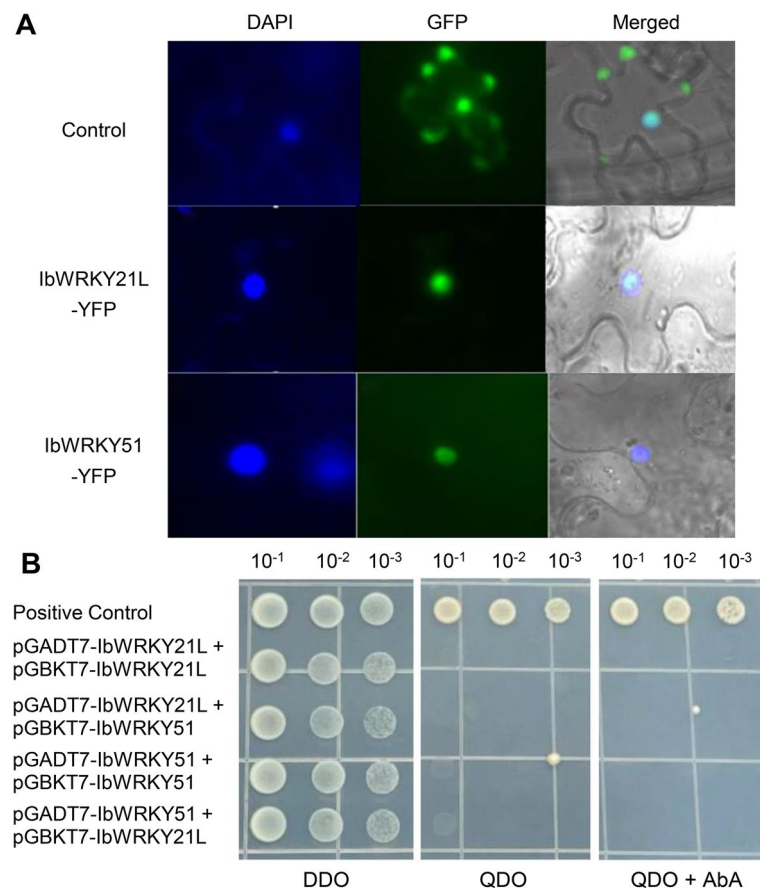 A
DAPI GFP Merged
Control
IbWRKY21L
-YFP
IbWRKY51
-YFP
B
10-1 10-2 10-3 10-1 10-2 10-3 10-1 10-2 10-3
Positive Control
pGADT7-IbWRKY21L +
pGBKT7-IbWRKY21L
pGADT7-IbWRKY21L +
pGBKT7-IbWRKY51
pGADT7-IbWRKY51 +
pGBKT7-IbWRKY51
pGADT7-IbWRKY51 +
pGBKT7-IbWRKY21L
DDO QDO QDO + AbA